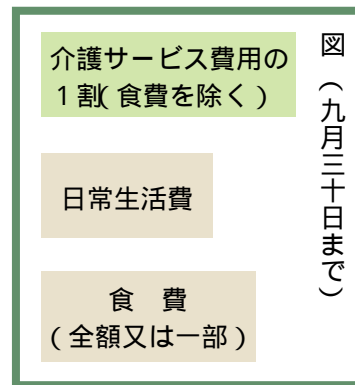 図（九月三十日まで）
介護サービス費用の
１割（食費を除く）
日常生活費
食　費
（全額又は一部）